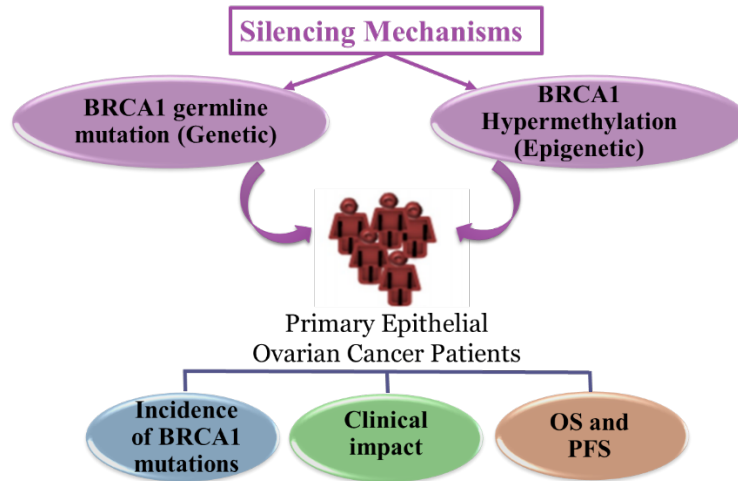 Silencing Mechanisms
BRCA1 germline
mutation (Genetic)
BRCA1
Hypermethylation
(Epigenetic)
Primary Epithelial
Ovarian Cancer Patients
Incidence
of BRCA1
mutations
Clinical
impact
OS and
PFS